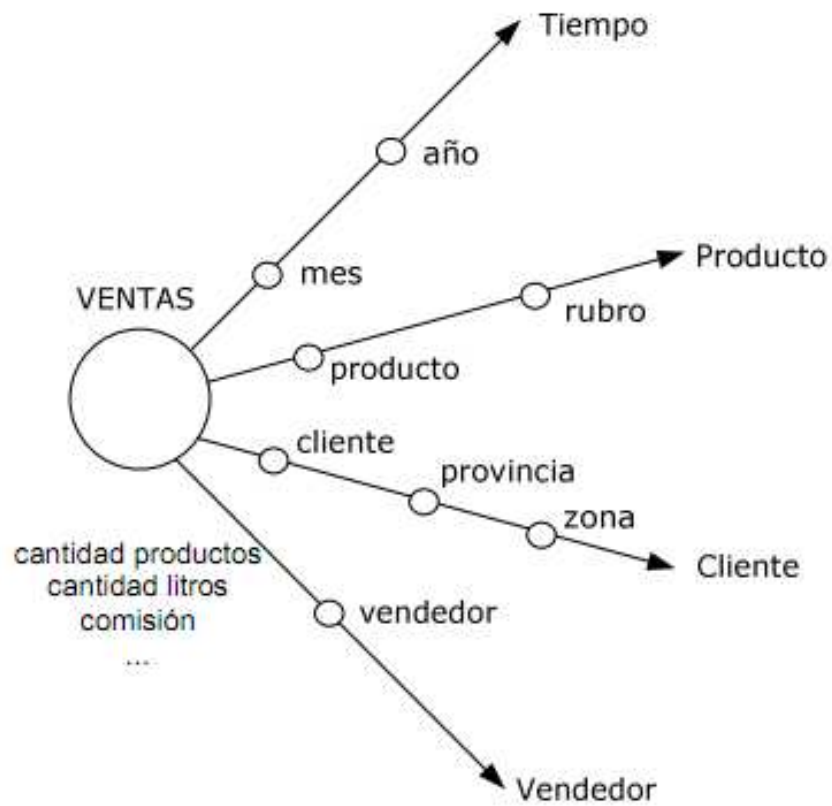 Tiempo
año
mes
VENTAS
Producto
rubro
producto
cliente
provincia
zona
Cliente
cantidad productos
cantidad litros
comisión
...
vendedor
Vendedor